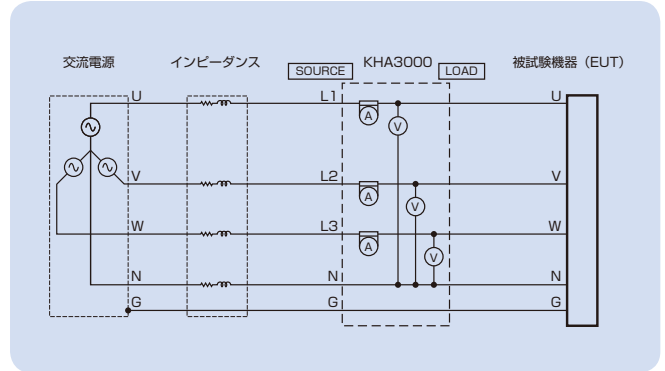 交流電源 インピーダンス SOURCE KHA3000 LOAD 被試験機器（EUT）
U L1 U
A V
V L2 V
A V
W L3 W
A V
N N N
G G G